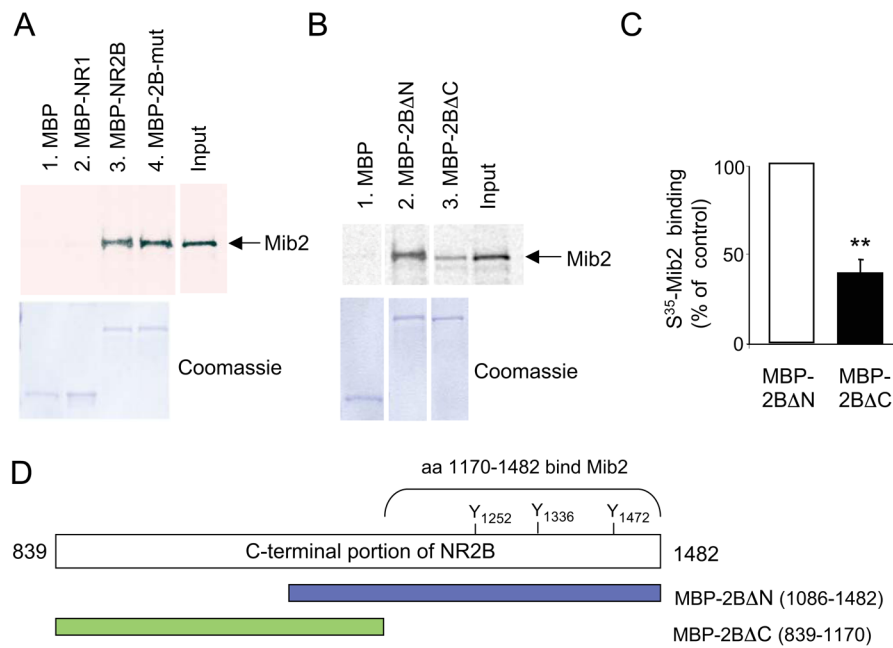 A
1. MBP
2. MBP-NR1
3. MBP-NR2B
4. MBP-2B-mut
Input
Mib2
Coomassie
B
1. MBP
2. MBP-2BΔN
3. MBP-2BΔC
Input
Mib2
Coomassie
C
S35-Mib2 binding
(% of control)
100
50
0
**
MBP-
2BΔN
MBP-
2BΔC
D
aa 1170-1482 bind Mib2
Y1252
Y1336
Y1472
839
C-terminal portion of NR2B
1482
MBP-2BΔN (1086-1482)
MBP-2BΔC (839-1170)